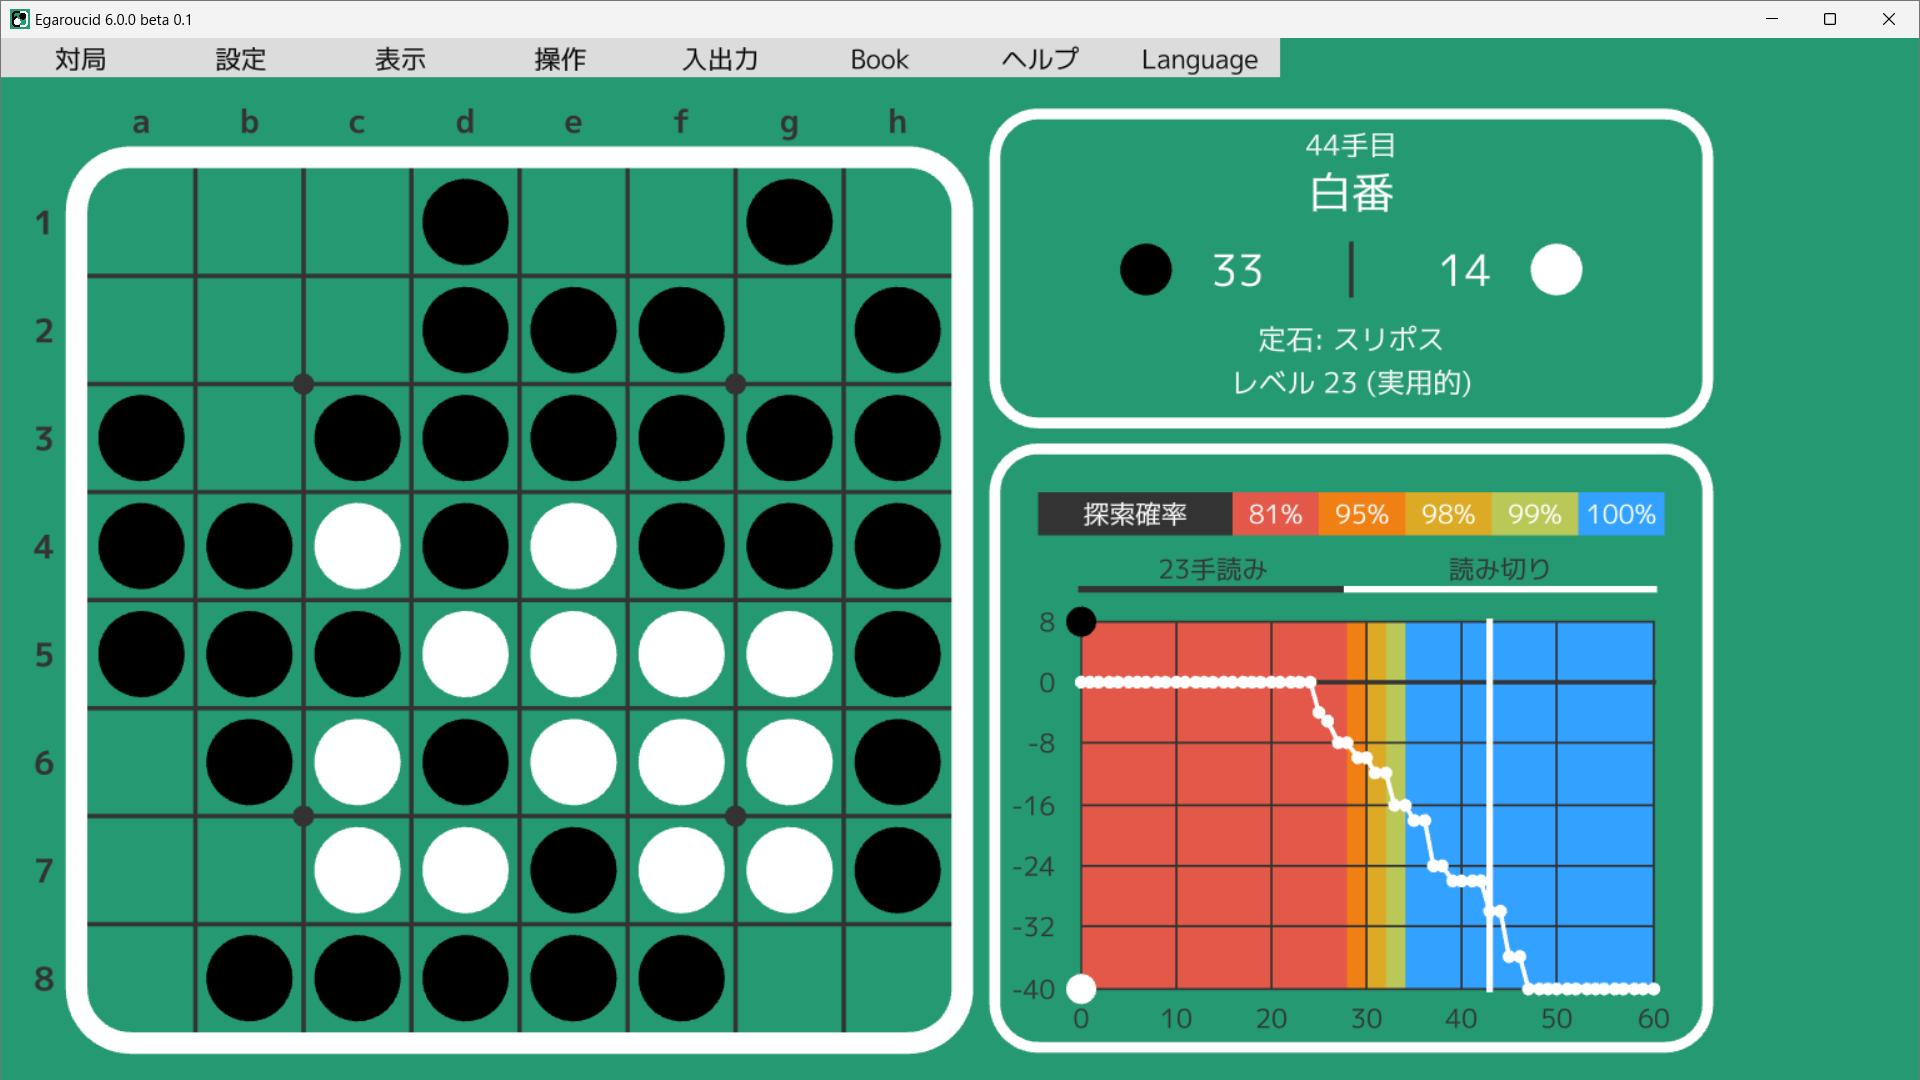 Egaroucid 6.0.0 beta 0.1
対局 設定 表示 操作 入出力 Book ヘルプ Language
a b c d e f g h
1
2
3
4
5
6
7
8
44手目
白番
33 14
定石: スリポス
レベル 23 (実用的)
探索確率 81% 95% 98% 99% 100%
23手読み 読み切り
8
0
-8
-16
-24
-32
-40
0 10 20 30 40 50 60